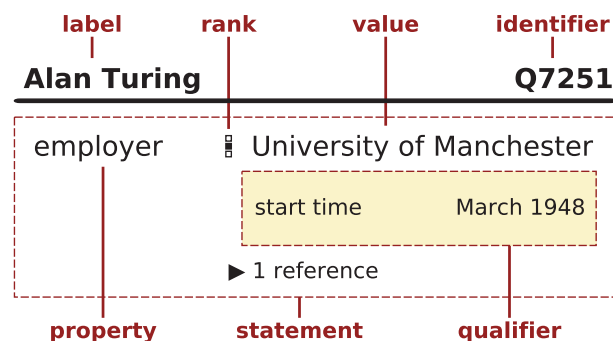 label rank value identifier
Alan Turing Q7251
employer University of Manchester
start time March 1948
▶ 1 reference
property statement qualifier